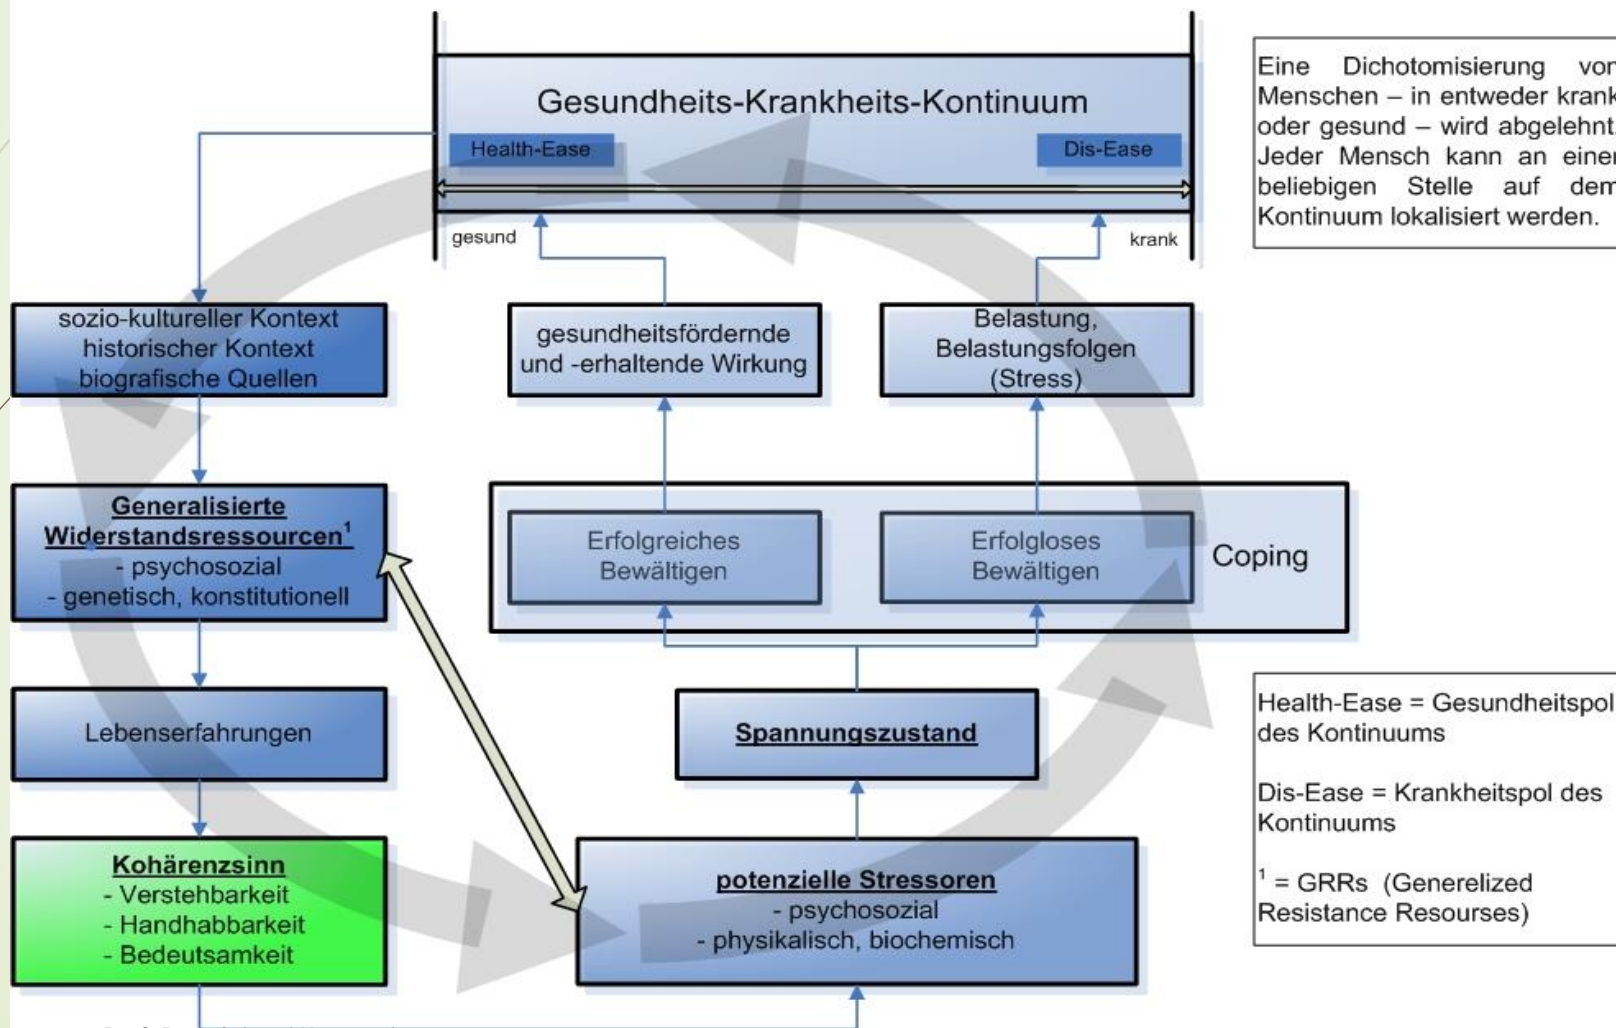 Gesundheits-Krankheits-Kontinuum
Health-Ease
Dis-Ease
gesund
krank
Eine Dichotomisierung von
Menschen – in entweder krank
oder gesund – wird abgelehnt.
Jeder Mensch kann an einer
beliebigen Stelle auf dem
Kontinuum lokalisiert werden.
sozio-kultureller Kontext
historischer Kontext
biografische Quellen
gesundheitsfördernde
und -erhaltende Wirkung
Belastung,
Belastungsfolgen
(Stress)
Generalisierte
Widerstandsressourcen¹
- psychosozial
- genetisch, konstitutionell
Erfolgreiches
Bewältigen
Erfolgloses
Bewältigen
Coping
Lebenserfahrungen
Spannungszustand
Health-Ease = Gesundheitspol
des Kontinuums
Dis-Ease = Krankheitspol des
Kontinuums
¹ = GRRs (Generelized
Resistance Resourses)
Kohärenzsinn
- Verstehbarkeit
- Handhabbarkeit
- Bedeutsamkeit
potenzielle Stressoren
- psychosozial
- physikalisch, biochemisch